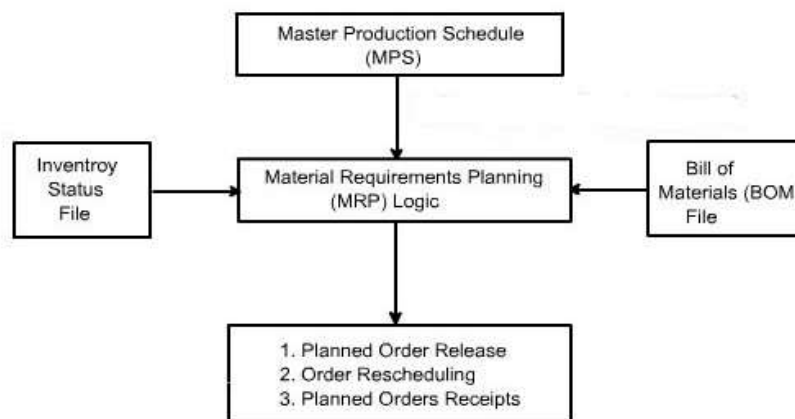 Master Production Schedule
(MPS)
Inventroy
Status
File
Material Requirements Planning
(MRP) Logic
Bill of
Materials (BOM
File
1. Planned Order Release
2. Order Rescheduling
3. Planned Orders Receipts